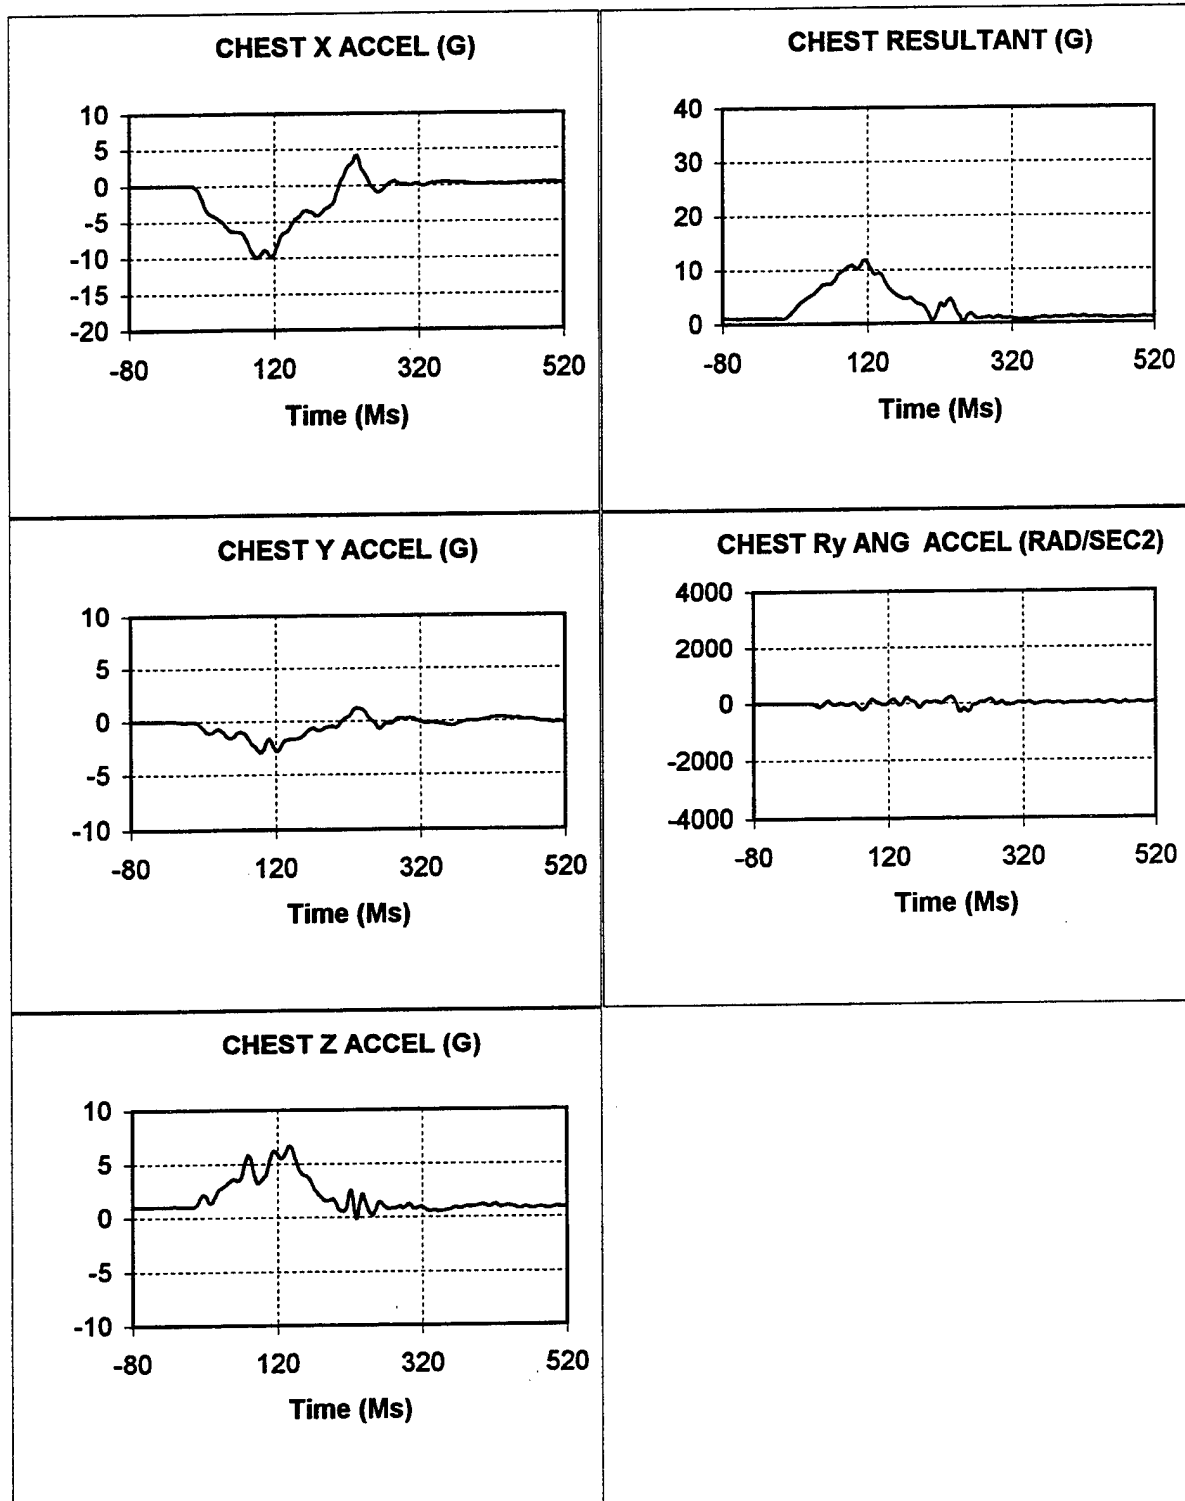 CHEST X ACCEL (G)
10
5
0
-5
-10
-15
-20
-80 120 320 520
Time (Ms)
CHEST RESULTANT (G)
40
30
20
10
0
-80 120 320 520
Time (Ms)
CHEST Y ACCEL (G)
10
5
0
-5
-10
-80 120 320 520
Time (Ms)
CHEST Ry ANG ACCEL (RAD/SEC2)
4000
2000
0
-2000
-4000
-80 120 320 520
Time (Ms)
CHEST Z ACCEL (G)
10
5
0
-5
-10
-80 120 320 520
Time (Ms)